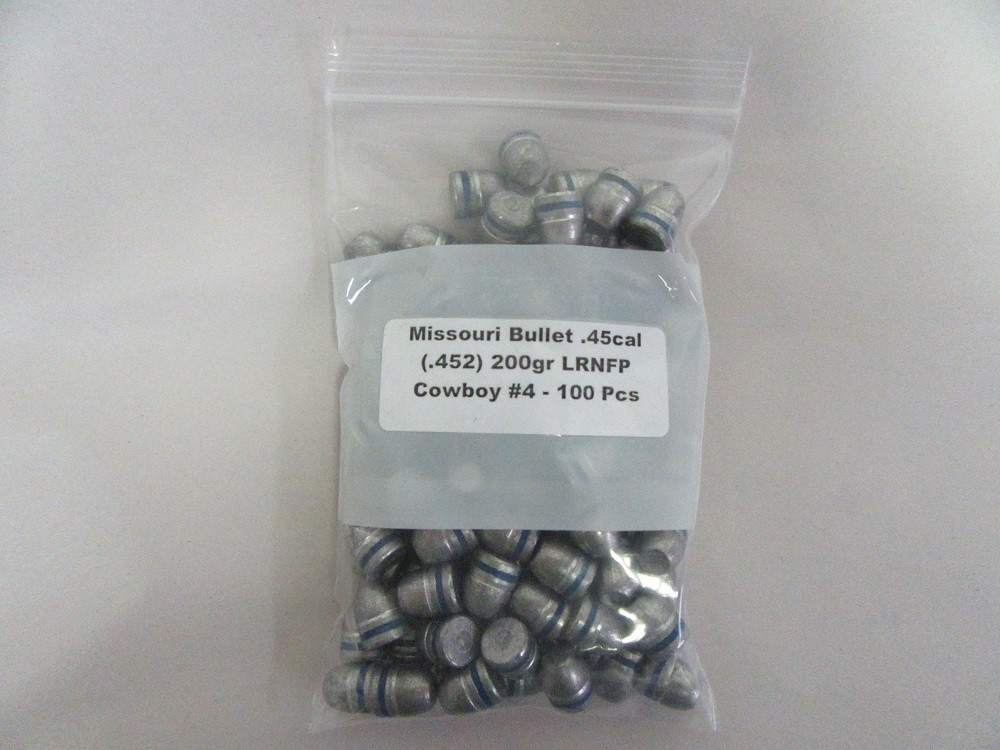 Missouri Bullet .45cal
(.452) 200gr LRNFP
Cowboy #4 - 100 Pcs